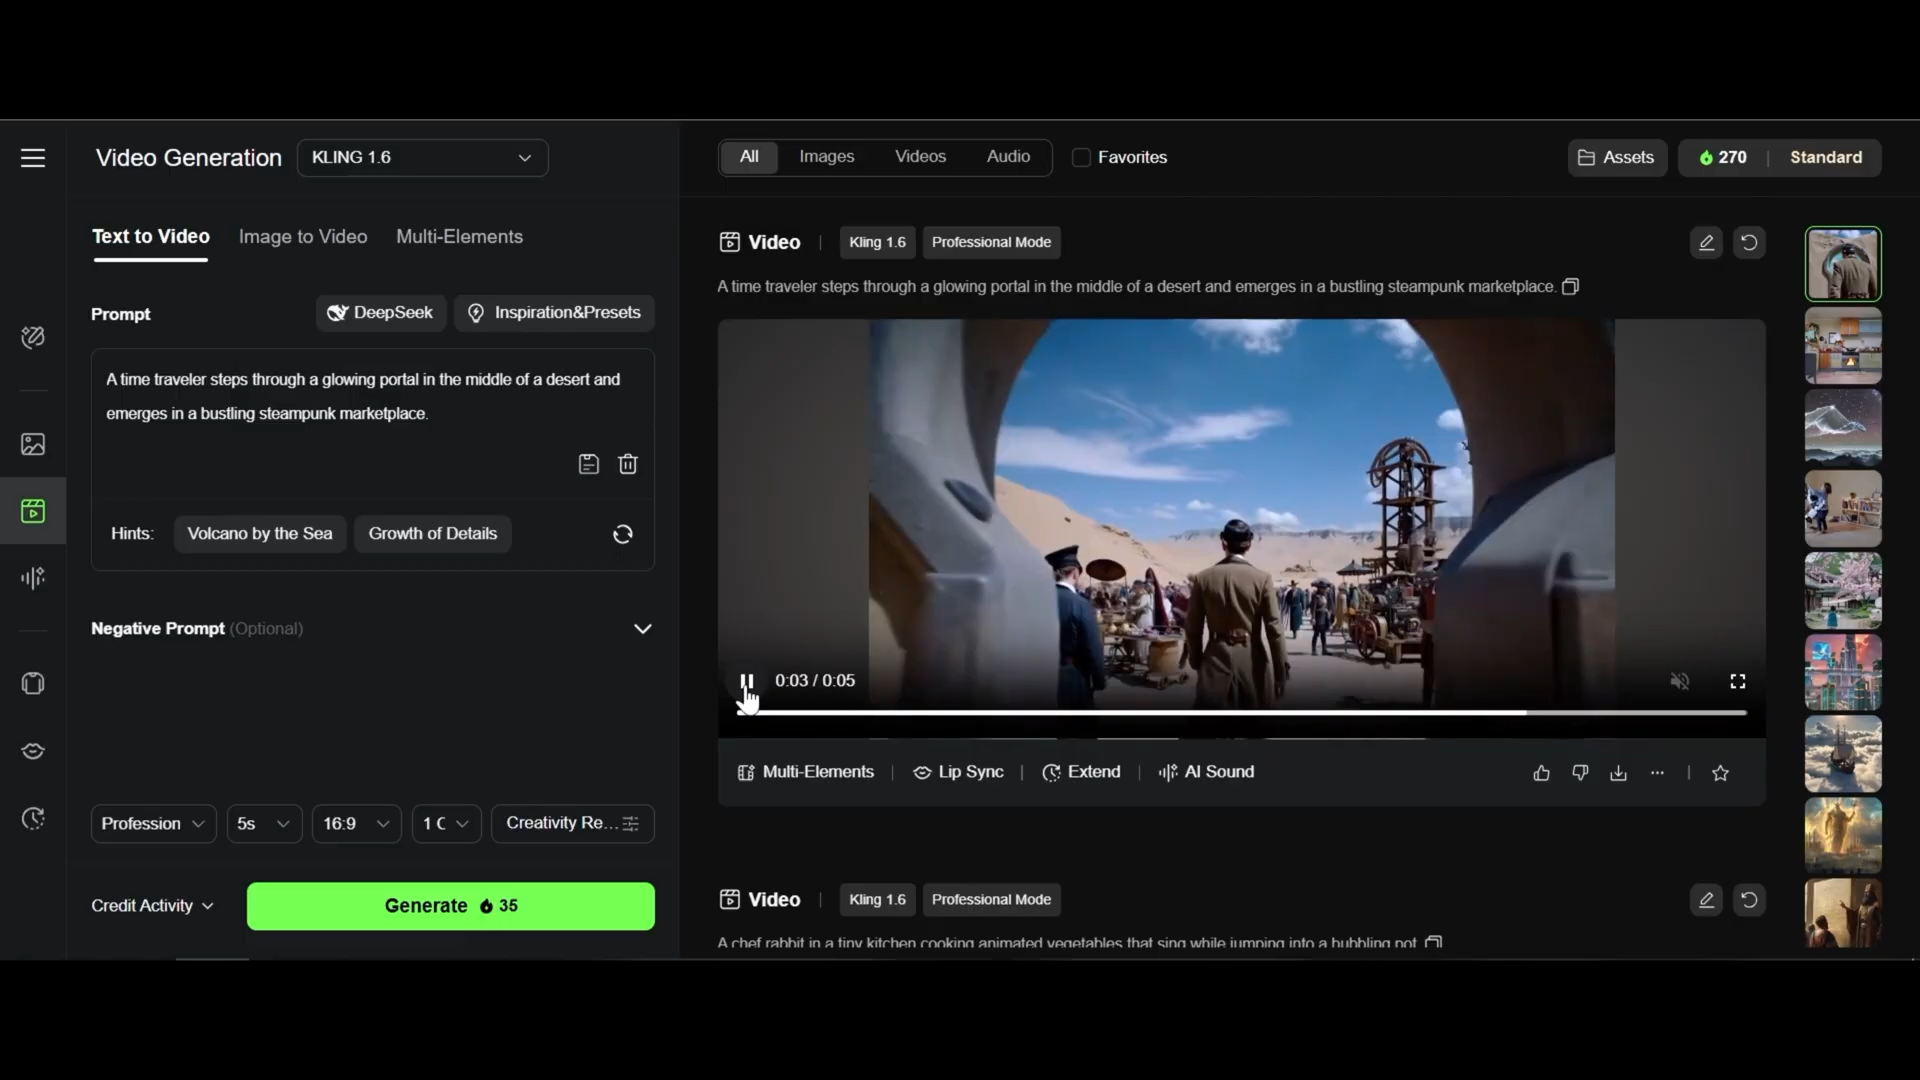 Video Generation
KLING 1.6
Text to Video
Image to Video
Multi-Elements
Prompt
DeepSeek
Inspiration&Presets
A time traveler steps through a glowing portal in the middle of a desert and
emerges in a bustling steampunk marketplace.
Hints:
Volcano by the Sea
Growth of Details
Negative Prompt (Optional)
Profession
5s
16:9
1 C
Creativity Re...
Credit Activity
Generate 35
All
Images
Videos
Audio
Favorites
Assets
270
Standard
Video
Kling 1.6
Professional Mode
A time traveler steps through a glowing portal in the middle of a desert and emerges in a bustling steampunk marketplace.
0:03 / 0:05
Multi-Elements
Lip Sync
Extend
AI Sound
Video
Kling 1.6
Professional Mode
A chef rabbit in a tiny kitchen cooking animated vegetables that sing while jumping into a bubbling pot